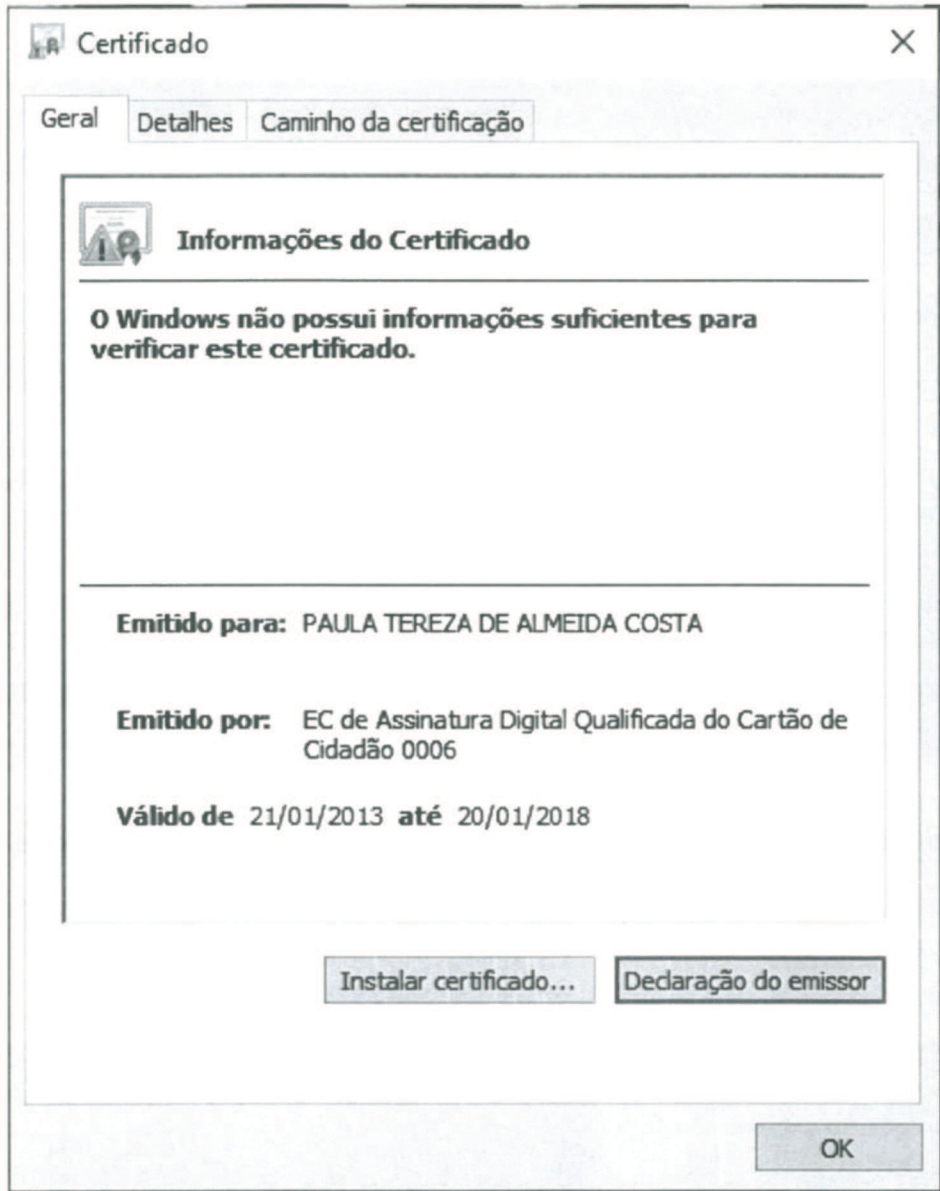 Certificado
Geral
Detalhes
Caminho da certificação
Informações do Certificado
O Windows não possui informações suficientes para
verificar este certificado.
Emitido para: PAULA TEREZA DE ALMEIDA COSTA
Emitido por: EC de Assinatura Digital Qualificada do Cartão de
Cidadão 0006
Válido de 21/01/2013 até 20/01/2018
Instalar certificado...
Declaração do emissor
OK